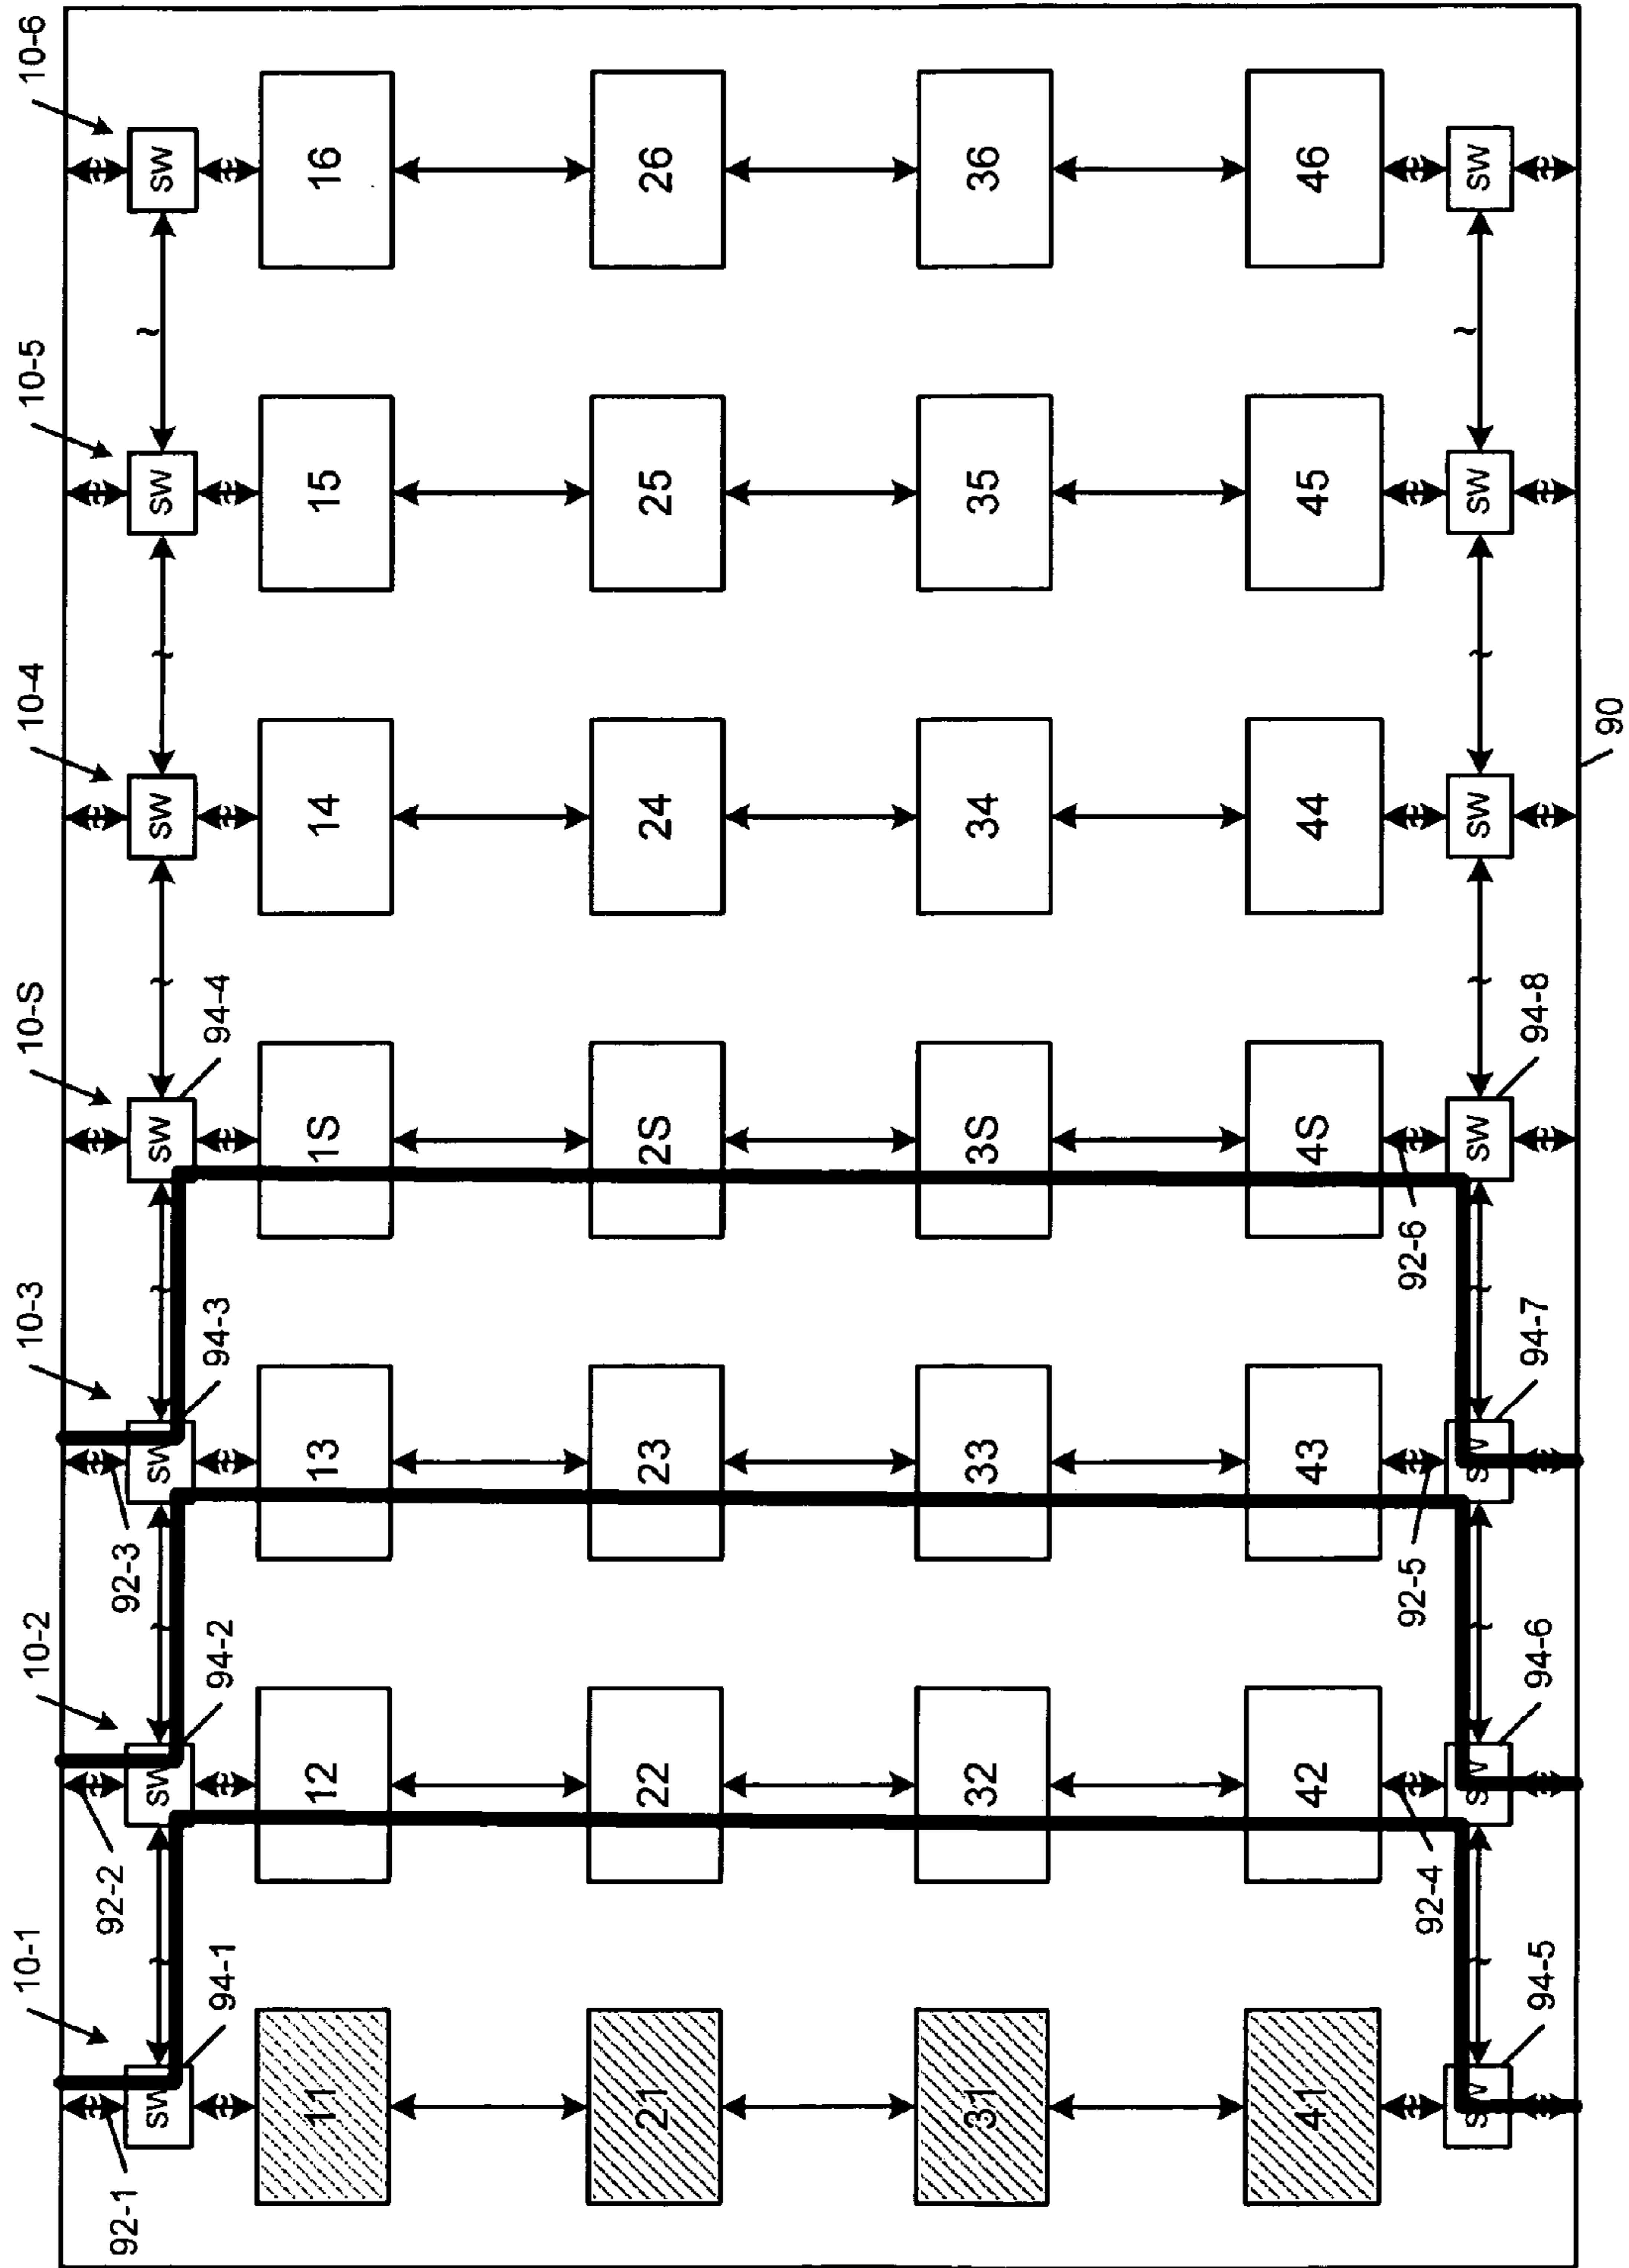 10-1 10-2 10-3 10-S 10-4 10-5 10-6
92-1 92-2 92-3
SW SW SW SW SW SW SW
94-1 94-2 94-3 94-4
11 12 13 1S 14 15 16
21 22 23 2S 24 25 26
31 32 33 3S 34 35 36
41 42 43 4S 44 45 46
92-4 92-5 92-6
SW SW SW SW SW SW SW
94-5 94-6 94-7 94-8
90